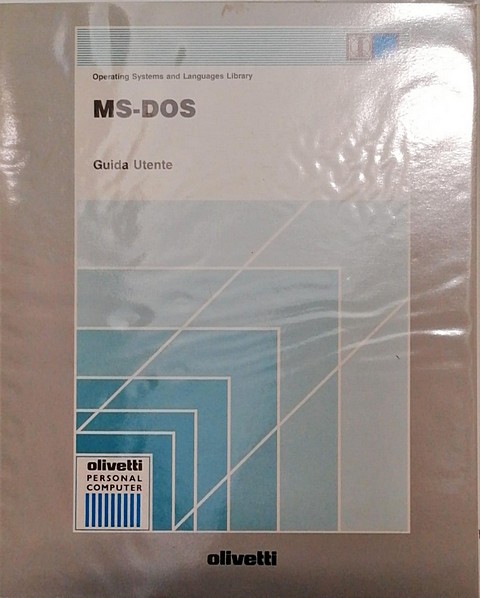 Operating Systems and Languages Library
MS-DOS
Guida Utente
olivetti
PERSONAL
COMPUTER
olivetti